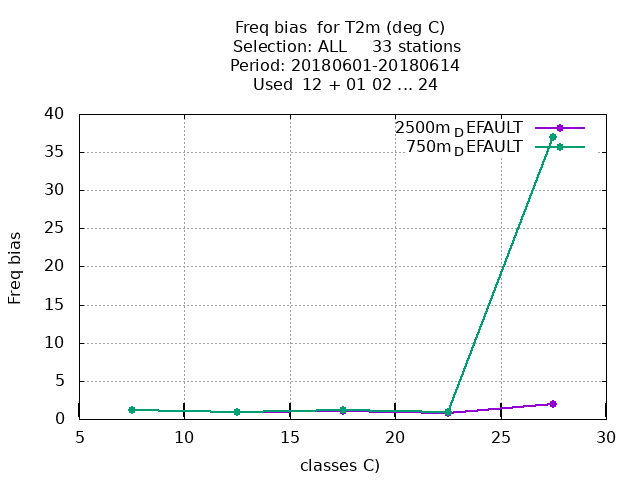 Freq bias  for T2m (deg C)
Selection: ALL     33 stations
Period: 20180601-20180614
Used  12 + 01 02 ... 24
2500m_DEFAULT
750m_DEFAULT
40
35
30
25
20
15
10
5
0
Freq bias
5 10 15 20 25 30
classes C)